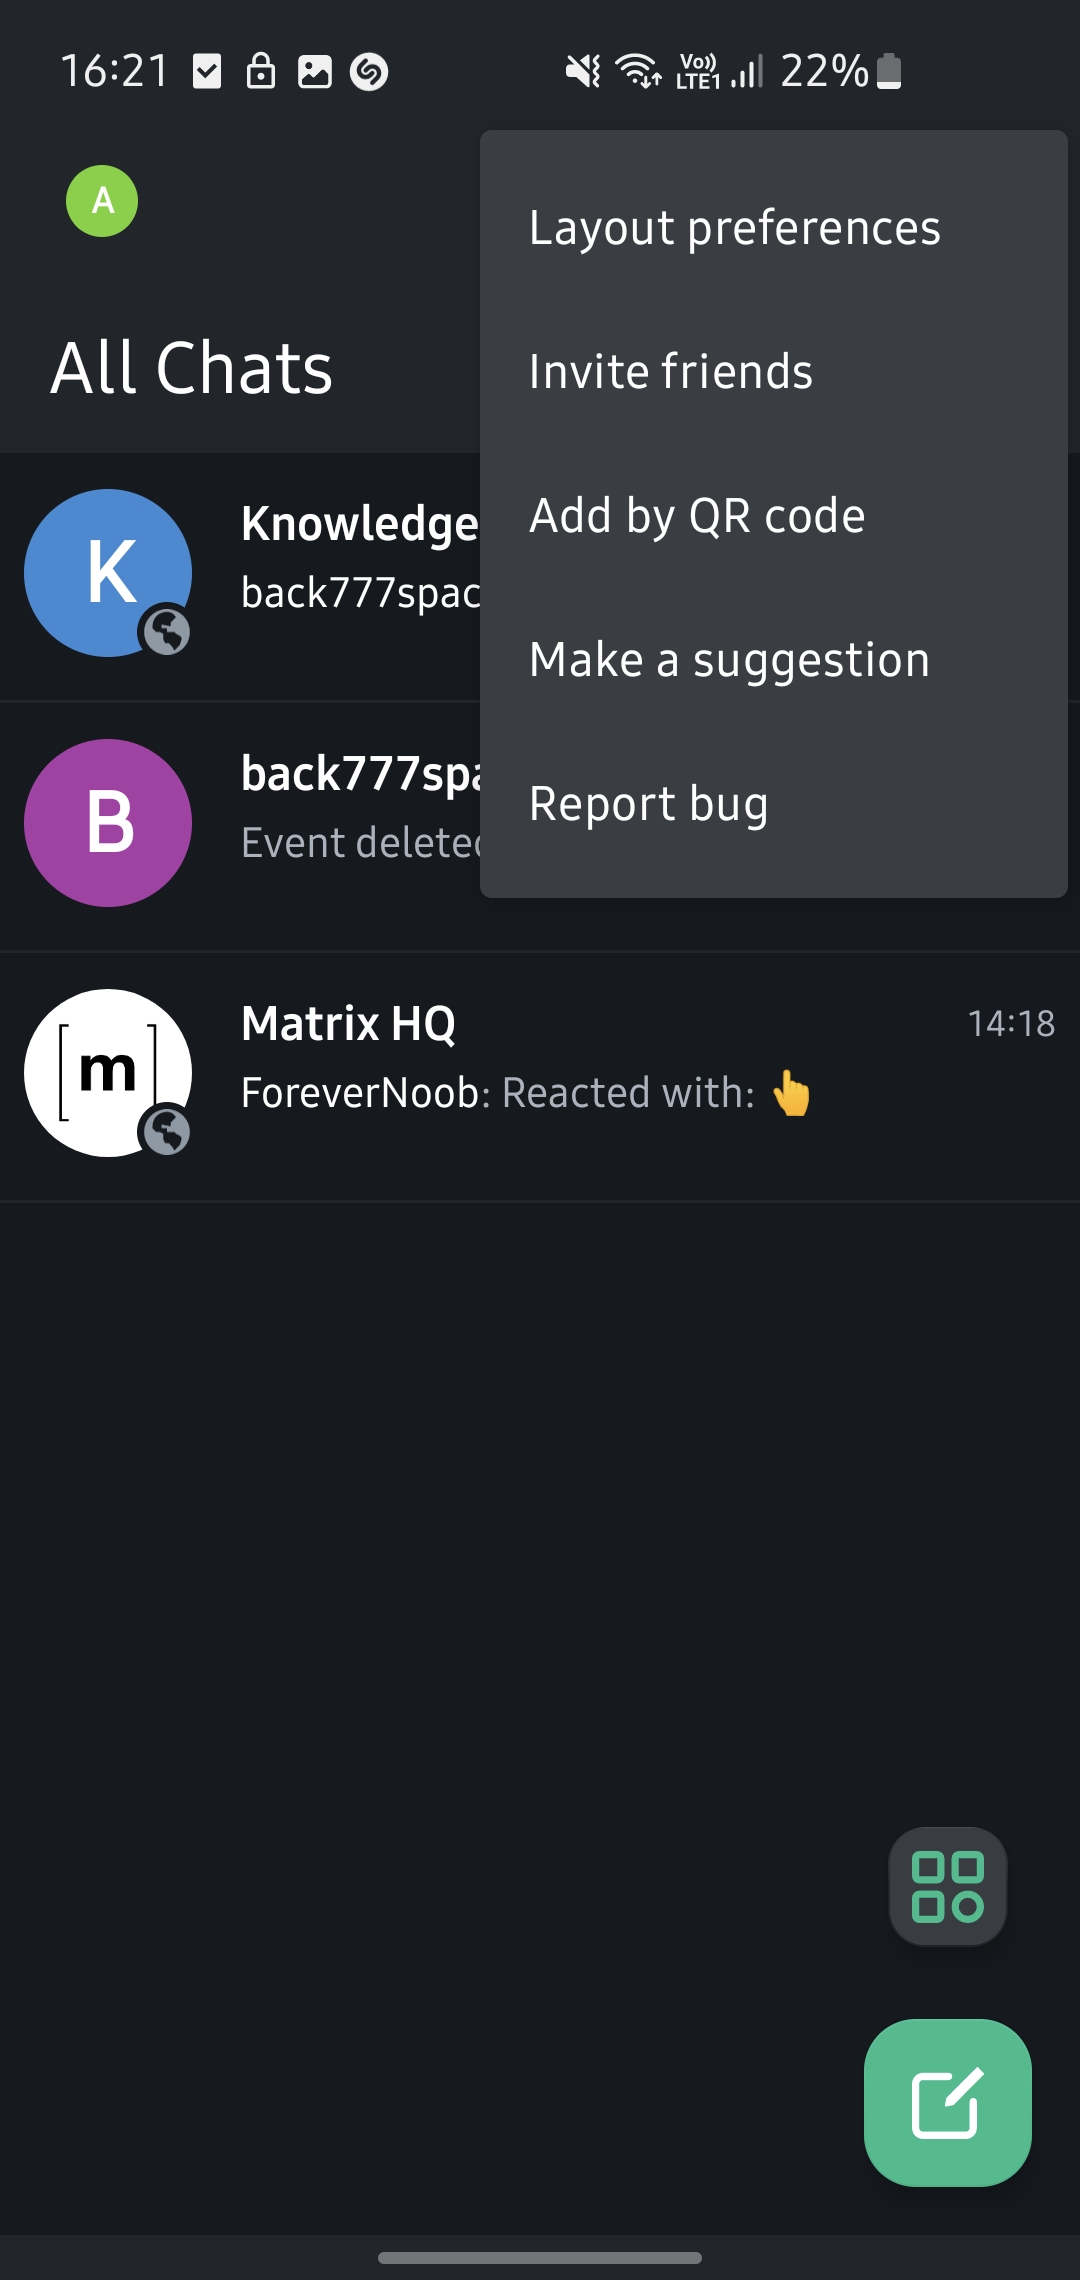 16:21 Vo)) LTE1 22%
A
Layout preferences
Invite friends
Add by QR code
Make a suggestion
Report bug
All Chats
K
Knowledge
back777spac
B
back777spa
Event deleted
[m]
Matrix HQ 14:18
ForeverNoob: Reacted with: 👆